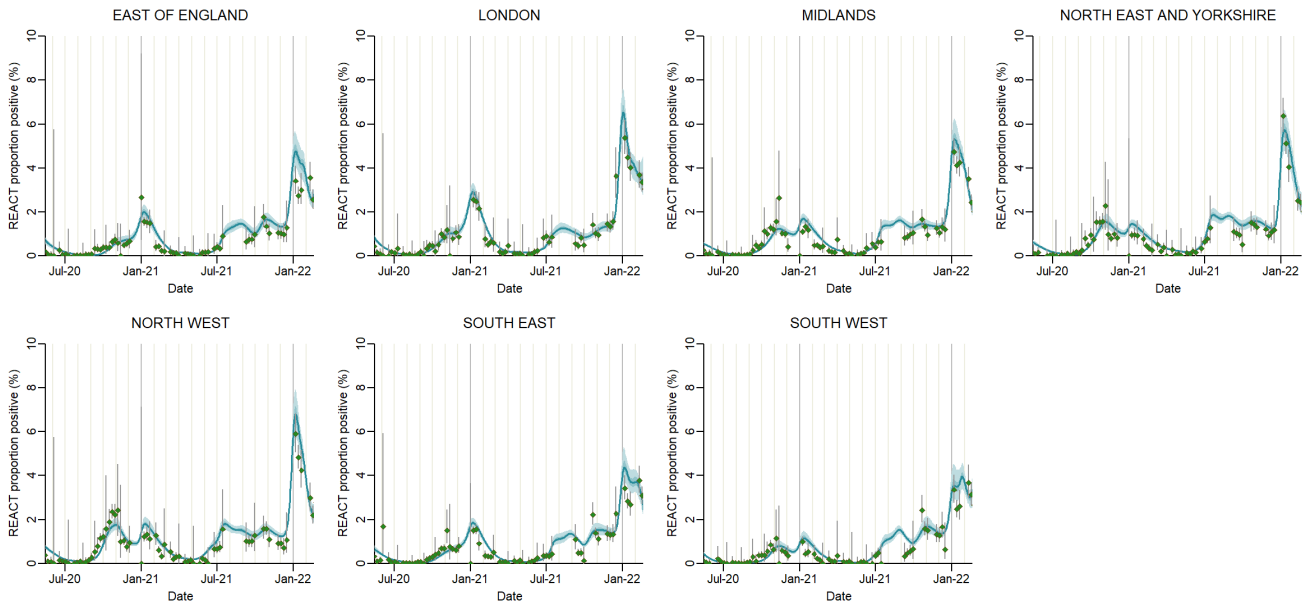 EAST OF ENGLAND
LONDON
MIDLANDS
NORTH EAST AND YORKSHIRE
REACT proportion positive (%)
0 2 4 6 8 10
Jul-20 Jan-21 Jul-21 Jan-22
Date
REACT proportion positive (%)
0 2 4 6 8 10
Jul-20 Jan-21 Jul-21 Jan-22
Date
REACT proportion positive (%)
0 2 4 6 8 10
Jul-20 Jan-21 Jul-21 Jan-22
Date
REACT proportion positive (%)
0 2 4 6 8 10
Jul-20 Jan-21 Jul-21 Jan-22
Date
NORTH WEST
SOUTH EAST
SOUTH WEST
REACT proportion positive (%)
0 2 4 6 8 10
Jul-20 Jan-21 Jul-21 Jan-22
Date
REACT proportion positive (%)
0 2 4 6 8 10
Jul-20 Jan-21 Jul-21 Jan-22
Date
REACT proportion positive (%)
0 2 4 6 8 10
Jul-20 Jan-21 Jul-21 Jan-22
Date